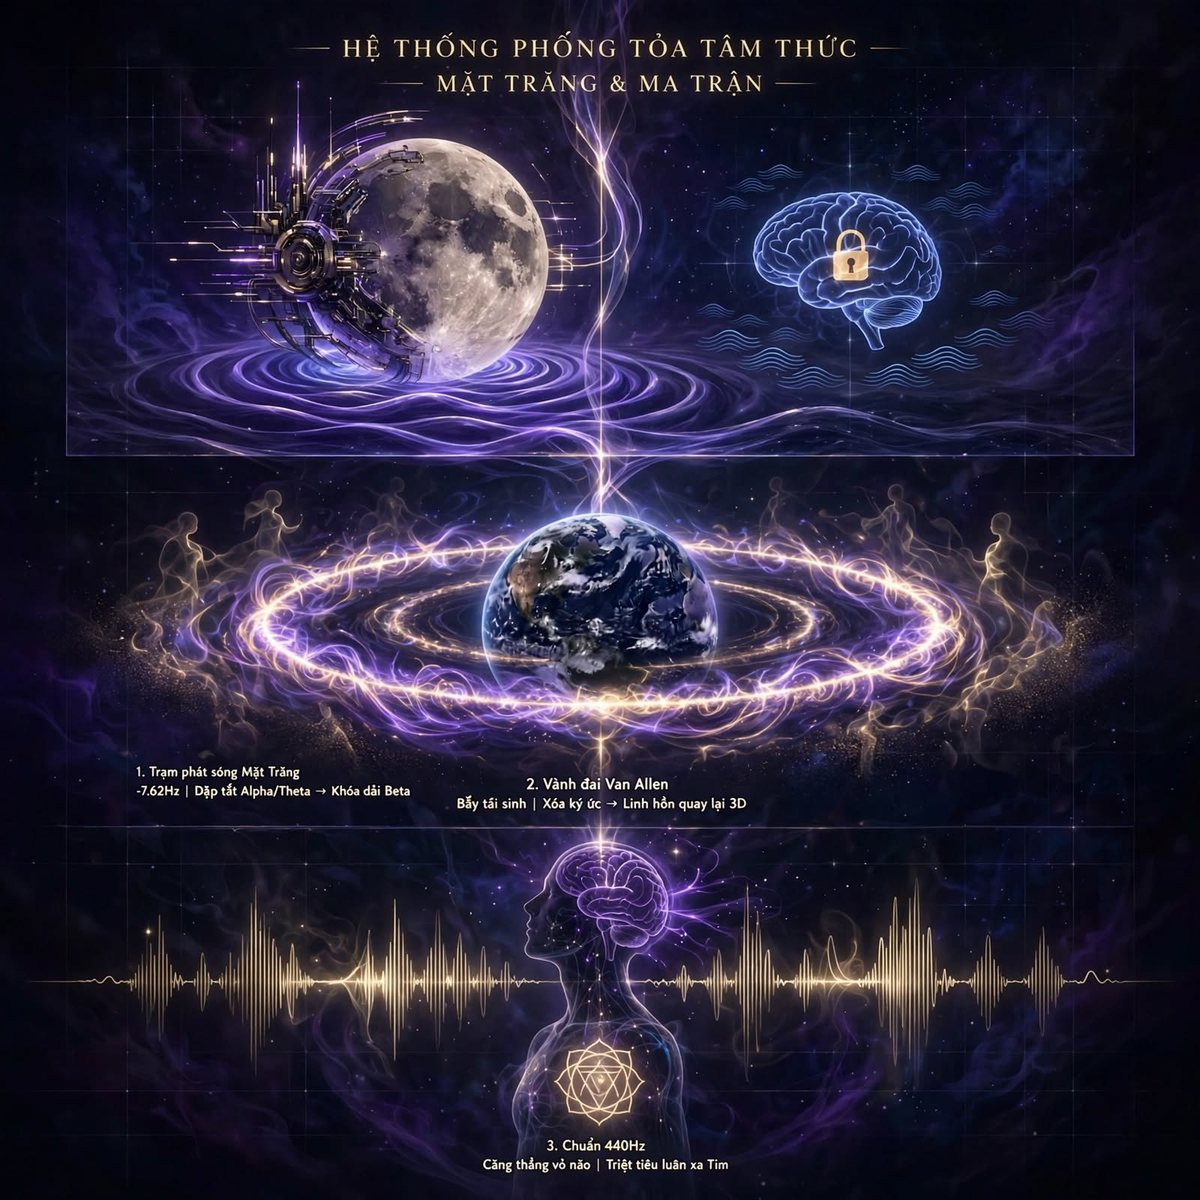 HỆ THỐNG PHỐNG TỎA TÂM THỨC
MẶT TRĂNG & MA TRẬN
1. Trạm phát sóng Mặt Trăng
-7.62Hz | Dập tắt Alpha/Theta → Khóa dải Beta
2. Vành đai Van Allen
Bẫy tái sinh | Xóa ký ức → Linh hồn quay lại 3D
3. Chuẩn 440Hz
Căng thẳng vỏ não | Triệt tiêu luân xa Tim